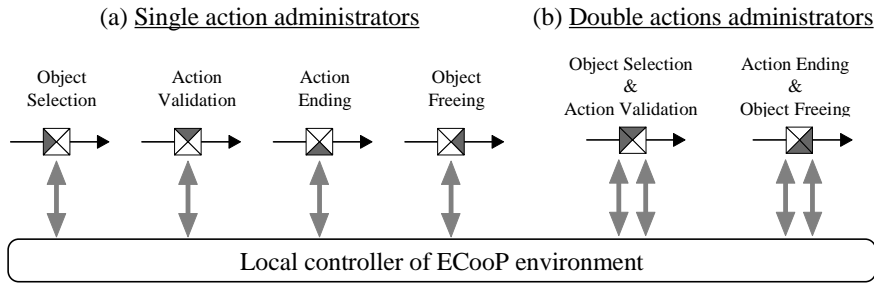 (a) Single action administrators
(b) Double actions administrators
Object
Selection
Action
Validation
Action
Ending
Object
Freeing
Object Selection
&
Action Validation
Action Ending
&
Object Freeing
Local controller of ECooP environment